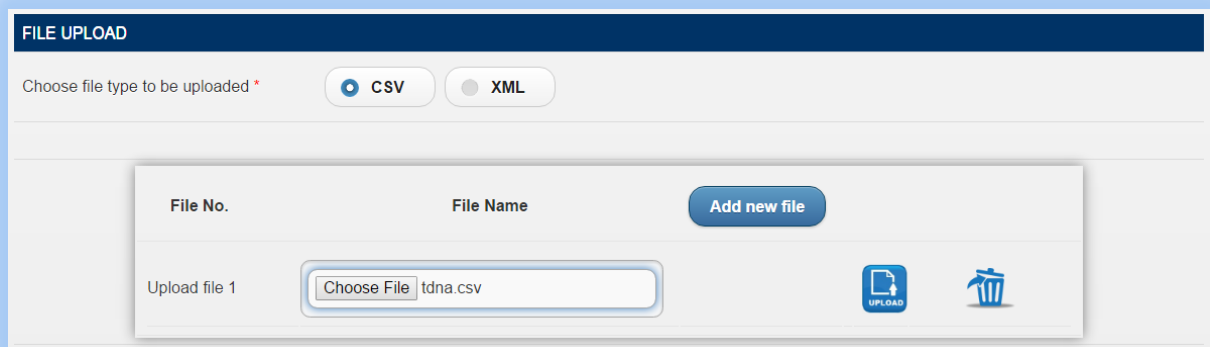 FILE UPLOAD
Choose file type to be uploaded * CSV XML
File No. File Name Add new file
Upload file 1 Choose File tdna.csv UPLOAD